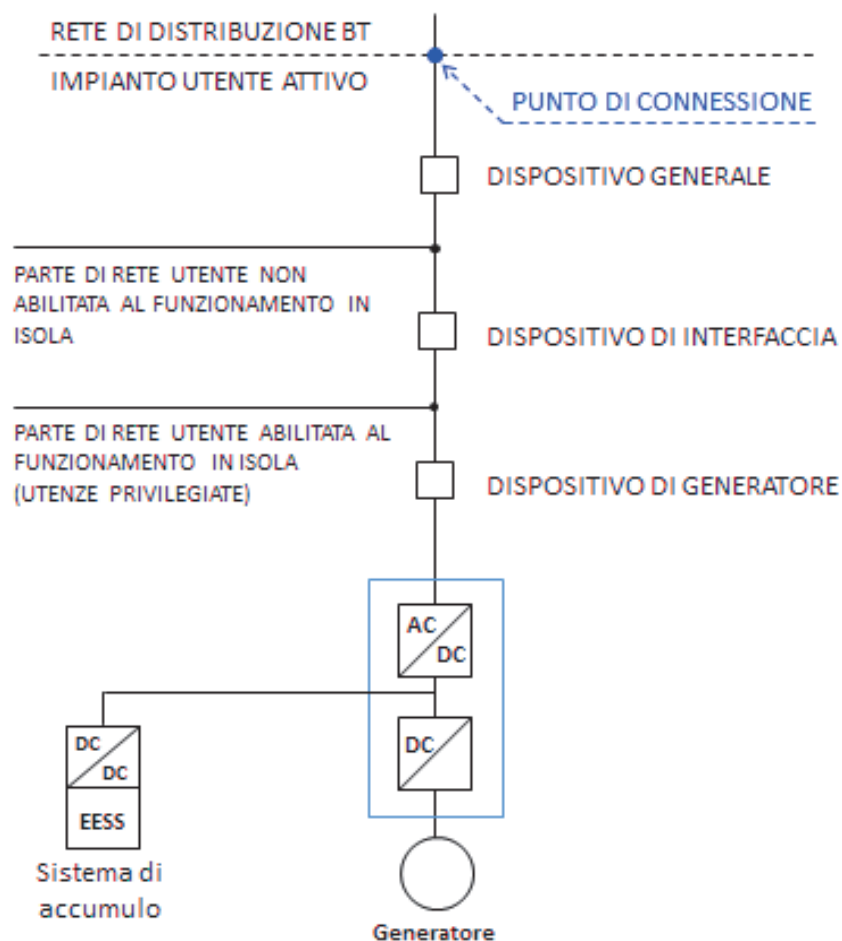 RETE DI DISTRIBUZIONE BT
IMPIANTO UTENTE ATTIVO
PUNTO DI CONNESSIONE
DISPOSITIVO GENERALE
PARTE DI RETE UTENTE NON
ABILITATA AL FUNZIONAMENTO IN
ISOLA
DISPOSITIVO DI INTERFACCIA
PARTE DI RETE UTENTE ABILITATA AL
FUNZIONAMENTO IN ISOLA
(UTENZE PRIVILEGIATE)
DISPOSITIVO DI GENERATORE
AC
DC
DC
DC
DC
EESS
Sistema di
accumulo
Generatore